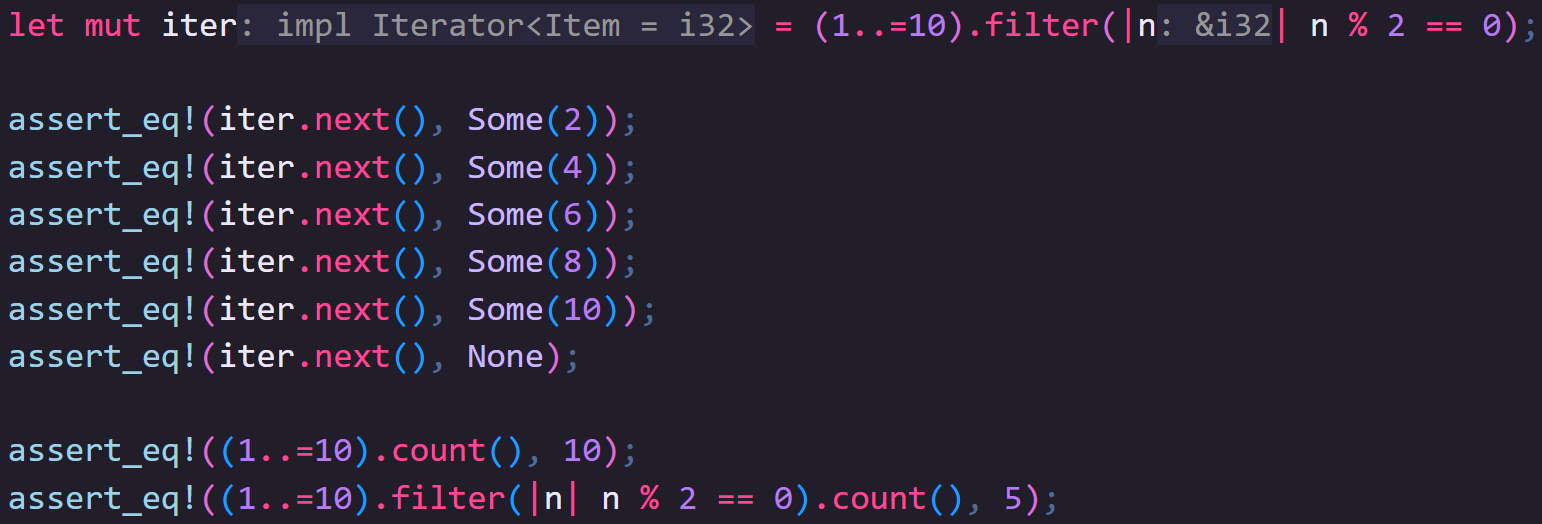 let mut iter: impl Iterator<Item = i32> = (1..=10).filter(|n: &i32| n % 2 == 0);
assert_eq!(iter.next(), Some(2));
assert_eq!(iter.next(), Some(4));
assert_eq!(iter.next(), Some(6));
assert_eq!(iter.next(), Some(8));
assert_eq!(iter.next(), Some(10));
assert_eq!(iter.next(), None);
assert_eq!((1..=10).count(), 10);
assert_eq!((1..=10).filter(|n| n % 2 == 0).count(), 5);